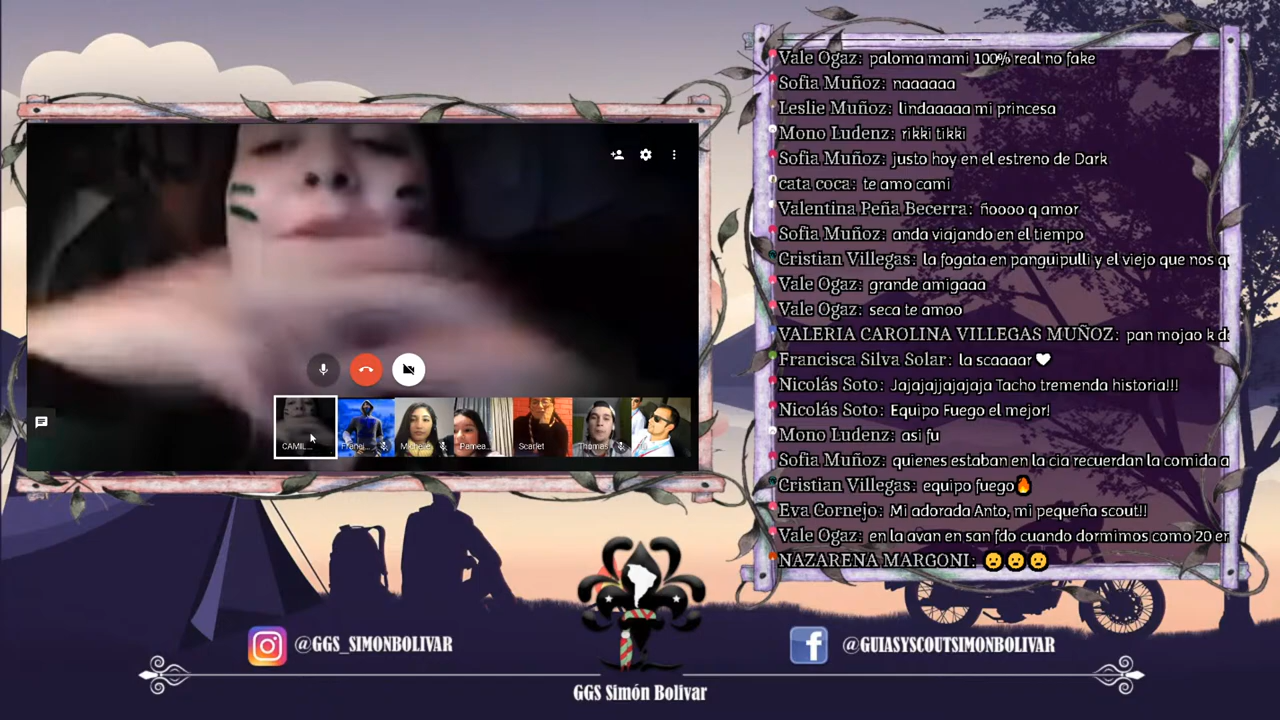 CAMIL...
Franci...
Michelle
Pamea...
Scarlet
Thomas
Vale Ogaz: paloma mami 100% real no fake
Sofia Muñoz: naaaaaa
Leslie Muñoz: lindaaaaa mi princesa
Mono Ludenz: rikki tikki
Sofia Muñoz: justo hoy en el estreno de Dark
cata coca: te amo cami
Valentina Peña Becerra: ñoooo q amor
Sofia Muñoz: anda viajando en el tiempo
Cristian Villegas: la fogata en panguipulli y el viejo que nos q
Vale Ogaz: grande amigaaa
Vale Ogaz: seca te amoo
VALERIA CAROLINA VILLEGAS MUÑOZ: pan mojao k d
Francisca Silva Solar: la scaaaar 🤍
Nicolás Soto: Jajajajjajajaja Tacho tremenda historia!!!
Nicolás Soto: Equipo Fuego el mejor!
Mono Ludenz: asi fu
Sofia Muñoz: quienes estaban en la cia recuerdan la comida a
Cristian Villegas: equipo fuego🔥
Eva Cornejo: Mi adorada Anto, mi pequeña scout!!
Vale Ogaz: en la avan en san fdo cuando dormimos como 20 en
NAZARENA MARGONI: 😦😦😦
@GGS_SIMONBOLIVAR
@GUIASYSCOUTSIMONBOLIVAR
GGS Simón Bolivar